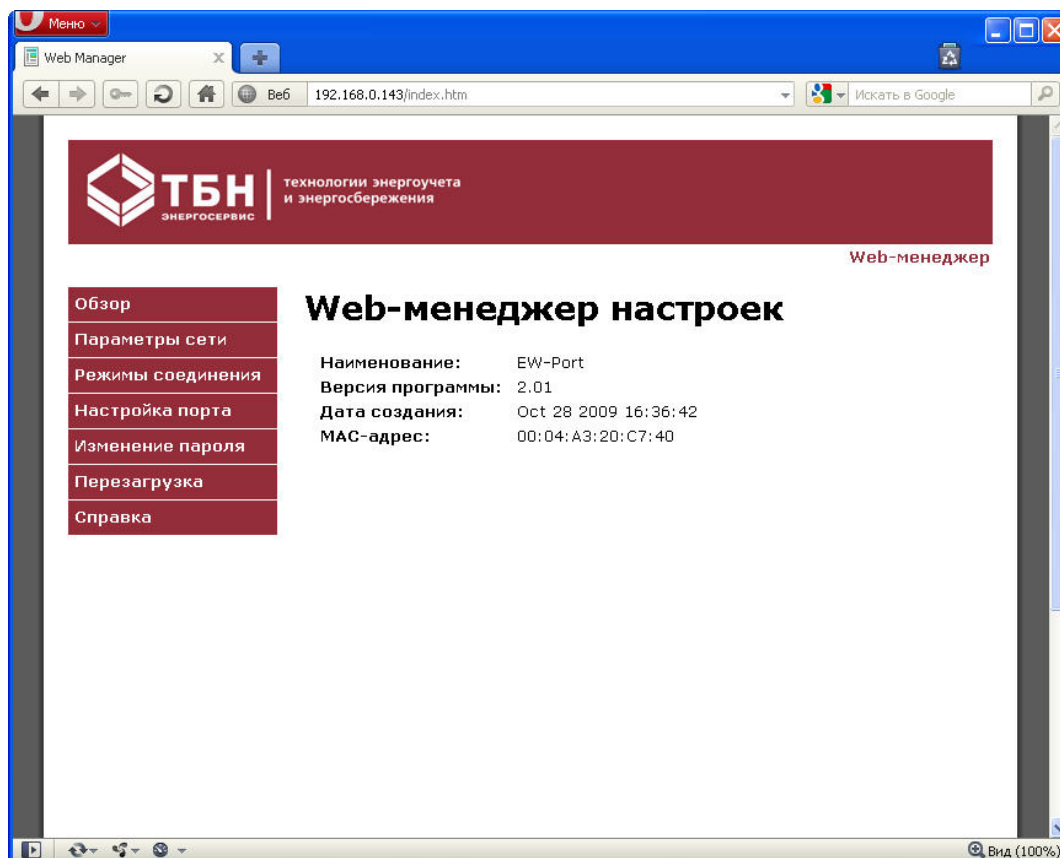 Меню
Web Manager
Веб
192.168.0.143/index.htm
Искать в Google
ТБН
ЭНЕРГОСЕРВИС
технологии энергоучета
и энергосбережения
Web-менеджер
Обзор
Параметры сети
Режимы соединения
Настройка порта
Изменение пароля
Перезагрузка
Справка
Web-менеджер настроек
Наименование: EW-Port
Версия программы: 2.01
Дата создания: Oct 28 2009 16:36:42
MAC-адрес: 00:04:A3:20:C7:40
Вид (100%)